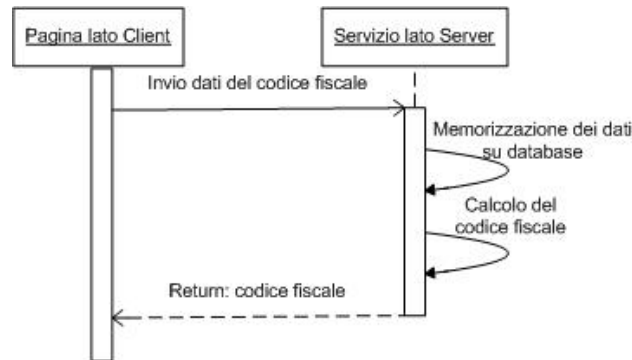 Pagina lato Client
Servizio lato Server
Invio dati del codice fiscale
Memorizzazione dei dati
su database
Calcolo del
codice fiscale
Return: codice fiscale